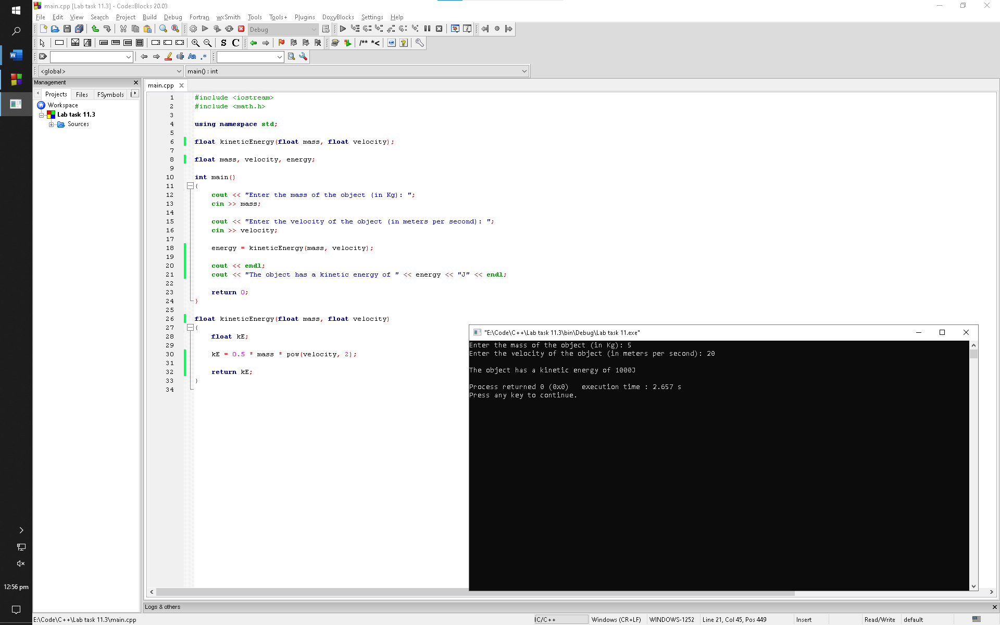 main.cpp [Lab task 11.3] - Code::Blocks 20.03
File Edit View Search Project Build Debug Fortran wxSmith Tools Tools+ Plugins DoxyBlocks Settings Help
Debug
S C /** *<
Aa .*
<global> main() : int
Management
Projects Files FSymbols
Workspace
Lab task 11.3
Sources
main.cpp
1 #include <iostream>
2 #include <math.h>
3
4 using namespace std;
5
6 float kineticEnergy(float mass, float velocity);
7
8 float mass, velocity, energy;
9
10 int main()
11 {
12 cout << "Enter the mass of the object (in Kg): ";
13 cin >> mass;
14
15 cout << "Enter the velocity of the object (in meters per second): ";
16 cin >> velocity;
17
18 energy = kineticEnergy(mass, velocity);
19
20 cout << endl;
21 cout << "The object has a kinetic energy of " << energy << "J" << endl;
22
23 return 0;
24 }
25
26 float kineticEnergy(float mass, float velocity)
27 {
28 float kE;
29
30 kE = 0.5 * mass * pow(velocity, 2);
31
32 return kE;
33 }
34
"E:\Code\C++\Lab task 11.3\bin\Debug\Lab task 11.exe"
Enter the mass of the object (in Kg): 5
Enter the velocity of the object (in meters per second): 20
The object has a kinetic energy of 1000J
Process returned 0 (0x0) execution time : 2.657 s
Press any key to continue.
12:56 pm
Logs & others
E:\Code\C++\Lab task 11.3\main.cpp C/C++ Windows (CR+LF) WINDOWS-1252 Line 21, Col 45, Pos 449 Insert Read/Write default